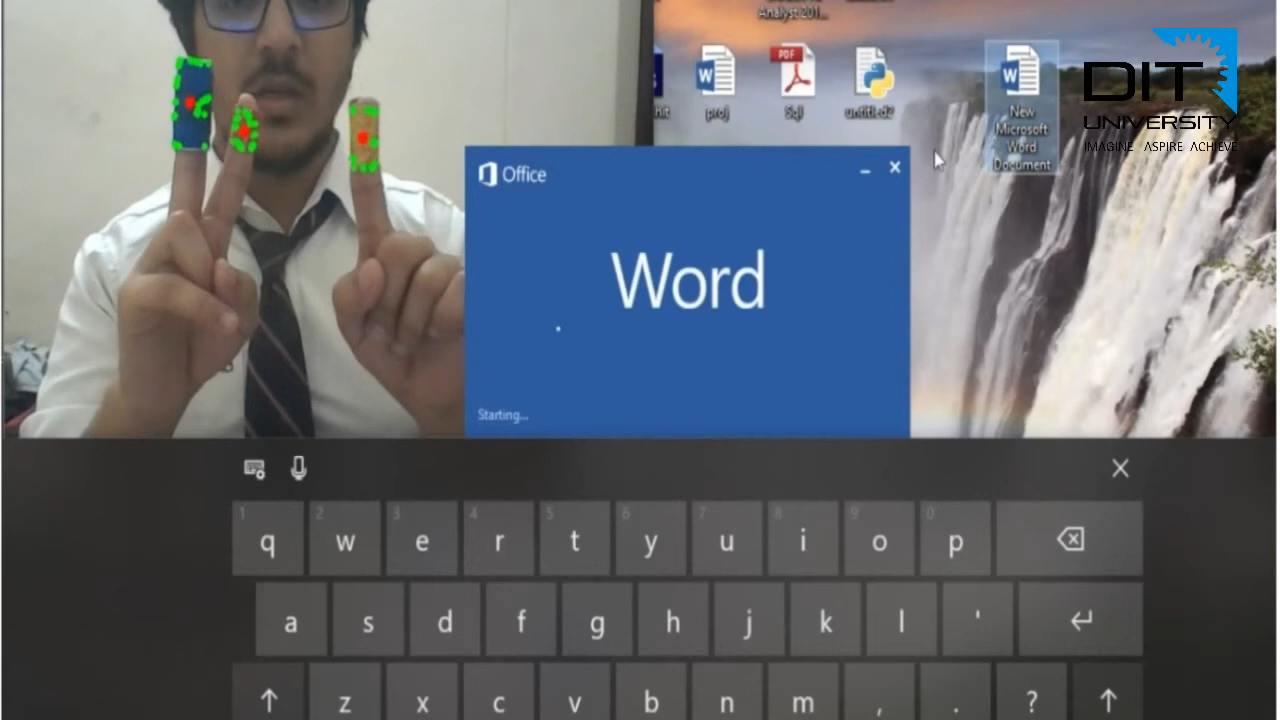 Analyst 201...
proj
PDF
Sql
untitled2
New
Microsoft
Word
Document
DIT
UNIVERSITY
IMAGINE ASPIRE ACHIEVE
Office
Word
Starting...
1 2 3 4 5 6 7 8 9 0
q w e r t y u i o p
a s d f g h j k l '
z x c v b n m , . ?